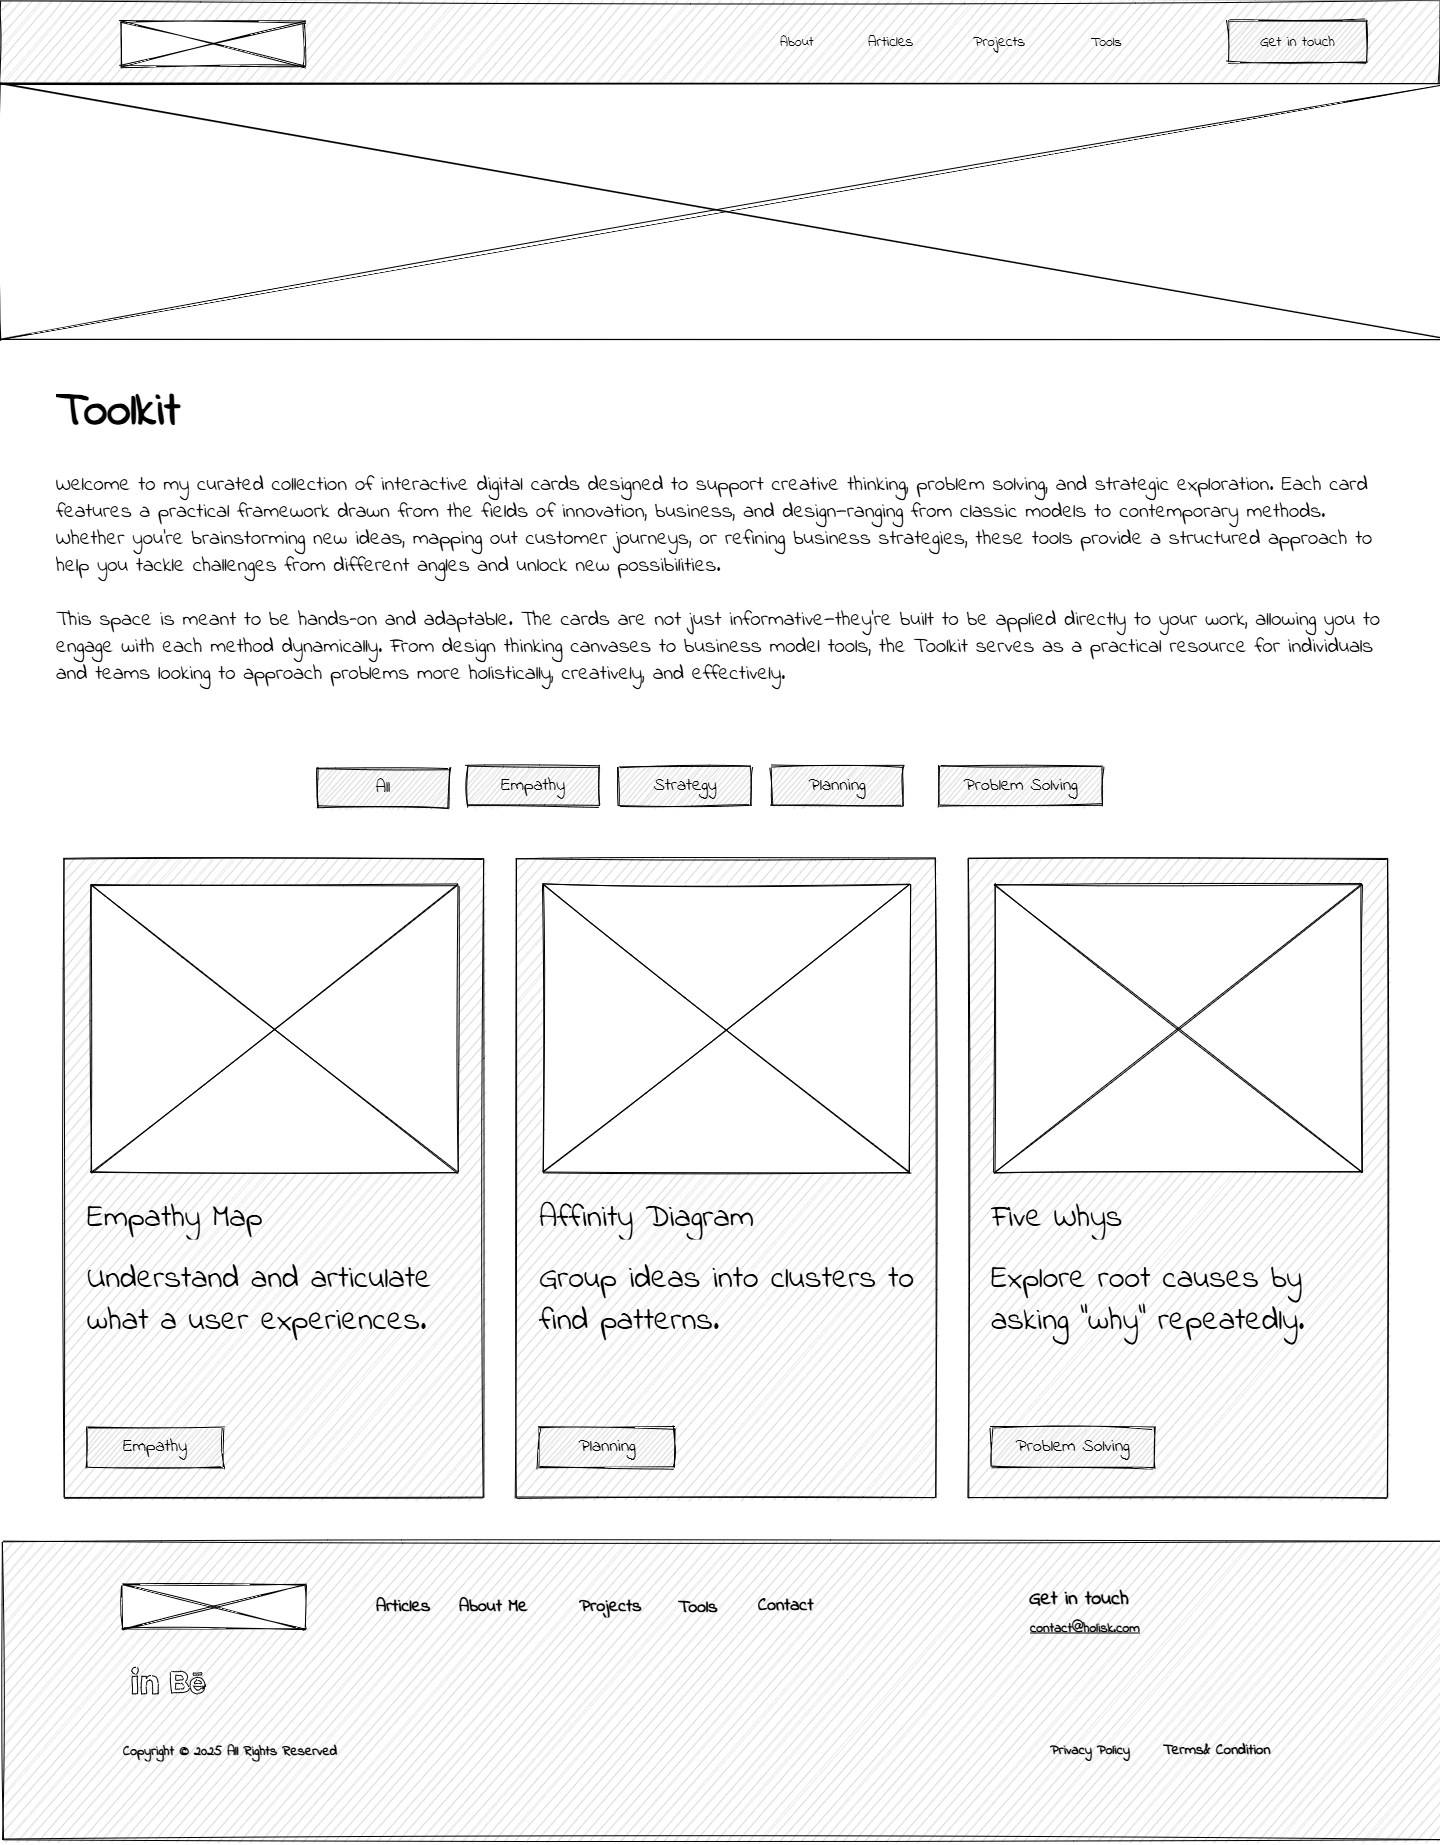 About Articles Projects Tools Get in touch
Toolkit
Welcome to my curated collection of interactive digital cards designed to support creative thinking, problem solving, and strategic exploration. Each card
features a practical framework drawn from the fields of innovation, business, and design—ranging from classic models to contemporary methods.
Whether you're brainstorming new ideas, mapping out customer journeys, or refining business strategies, these tools provide a structured approach to
help you tackle challenges from different angles and unlock new possibilities.
This space is meant to be hands-on and adaptable. The cards are not just informative—they're built to be applied directly to your work, allowing you to
engage with each method dynamically. From design thinking canvases to business model tools, the Toolkit serves as a practical resource for individuals
and teams looking to approach problems more holistically, creatively, and effectively.
All Empathy Strategy Planning Problem Solving
Empathy Map
Understand and articulate
what a user experiences.
Empathy
Affinity Diagram
Group ideas into clusters to
find patterns.
Planning
Five Whys
Explore root causes by
asking "why" repeatedly.
Problem Solving
Articles About Me Projects Tools Contact
Get in touch
contact@holisk.com
in Bē
Copyright © 2025 All Rights Reserved
Privacy Policy Terms& Condition